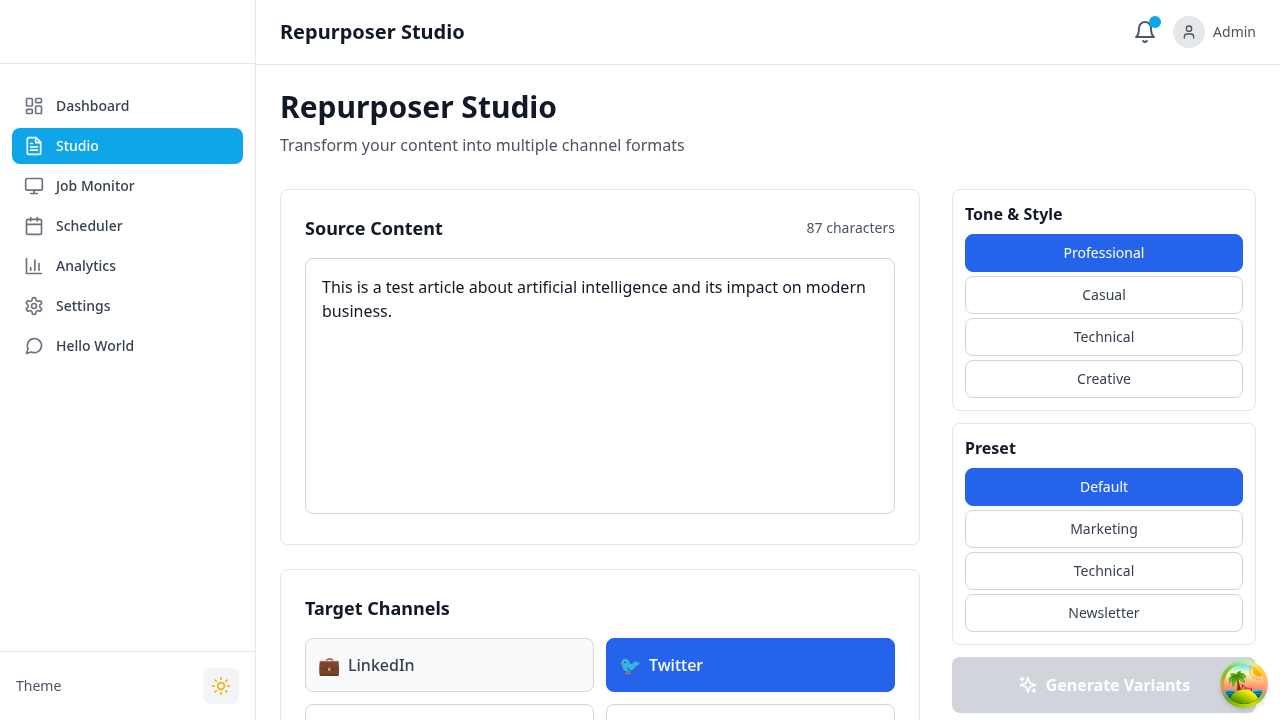 Repurposer Studio
Admin
Dashboard
Studio
Job Monitor
Scheduler
Analytics
Settings
Hello World
Theme
Repurposer Studio
Transform your content into multiple channel formats
Source Content
87 characters
This is a test article about artificial intelligence and its impact on modern
business.
Target Channels
LinkedIn
Twitter
Tone & Style
Professional
Casual
Technical
Creative
Preset
Default
Marketing
Technical
Newsletter
Generate Variants